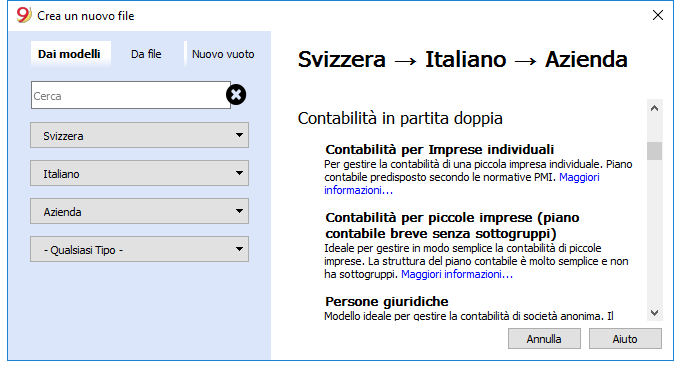 Crea un nuovo file
Dai modelli
Da file
Nuovo vuoto
Cerca
Svizzera
Italiano
Azienda
- Qualsiasi Tipo -
Svizzera → Italiano → Azienda
Contabilità in partita doppia
Contabilità per Imprese individuali
Per gestire la contabilità di una piccola impresa individuale. Piano
contabile predisposto secondo le normative PMI. Maggiori
informazioni...
Contabilità per piccole imprese (piano
contabile breve senza sottogruppi)
Ideale per gestire in modo semplice la contabilità di piccole
imprese. La struttura del piano contabile è molto semplice e non
ha sottogruppi. Maggiori informazioni...
Persone giuridiche
Modello ideale per gestire la contabilità di società anonima. Il
Annulla
Aiuto